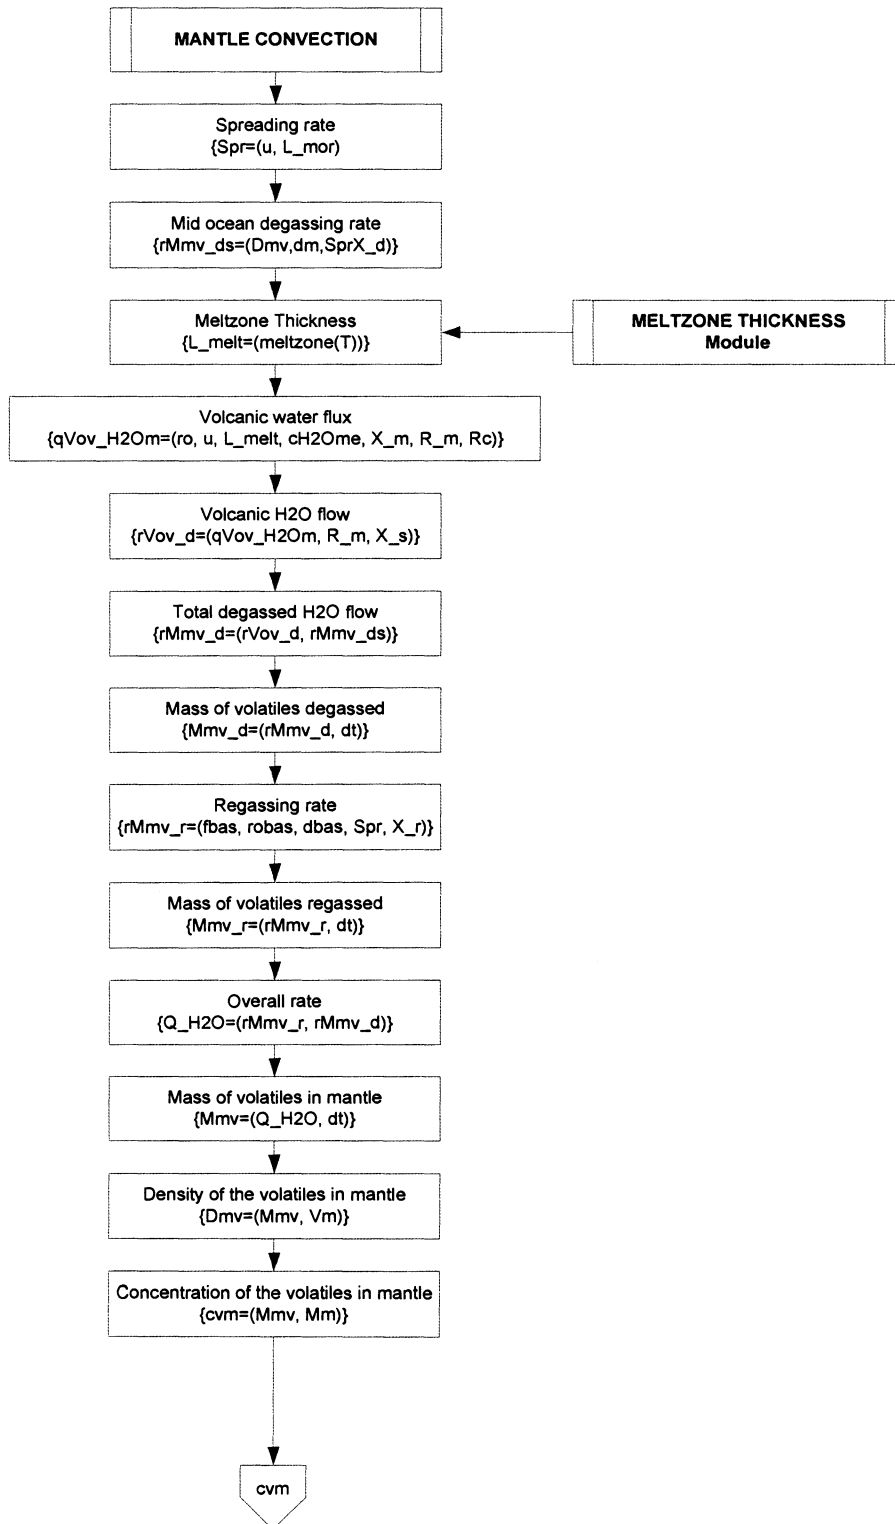 MANTLE CONVECTION
Spreading rate
{Spr=(u, L_mor)
Mid ocean degassing rate
{rMmv_ds=(Dmv,dm,SprX_d)}
Meltzone Thickness
{L_melt=(meltzone(T))}
MELTZONE THICKNESS
Module
Volcanic water flux
{qVov_H2Om=(ro, u, L_melt, cH2Ome, X_m, R_m, Rc)}
Volcanic H2O flow
{rVov_d=(qVov_H2Om, R_m, X_s)}
Total degassed H2O flow
{rMmv_d=(rVov_d, rMmv_ds)}
Mass of volatiles degassed
{Mmv_d=(rMmv_d, dt)}
Regassing rate
{rMmv_r=(fbas, robas, dbas, Spr, X_r)}
Mass of volatiles regassed
{Mmv_r=(rMmv_r, dt)}
Overall rate
{Q_H2O=(rMmv_r, rMmv_d)}
Mass of volatiles in mantle
{Mmv=(Q_H2O, dt)}
Density of the volatiles in mantle
{Dmv=(Mmv, Vm)}
Concentration of the volatiles in mantle
{cvm=(Mmv, Mm)}
cvm